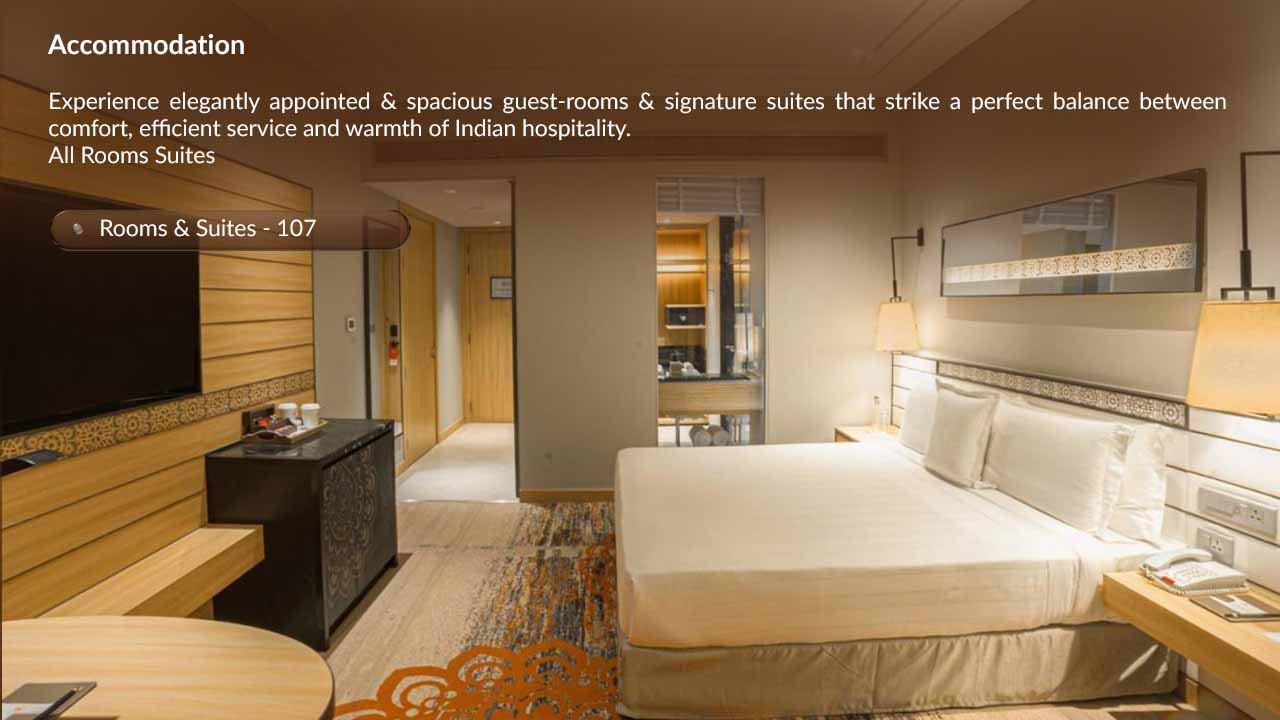 Accommodation
Experience elegantly appointed & spacious guest-rooms & signature suites that strike a perfect balance between
comfort, efficient service and warmth of Indian hospitality.
All Rooms Suites
Rooms & Suites - 107